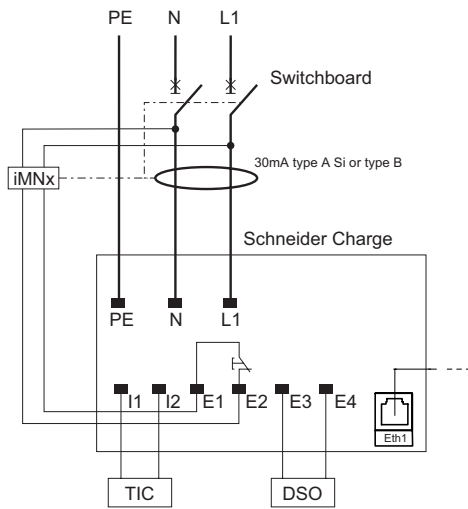 PE N L1
Switchboard
30mA type A Si or type B
iMNx
Schneider Charge
PE N L1
I1 I2 E1 E2 E3 E4
Eth1
TIC DSO